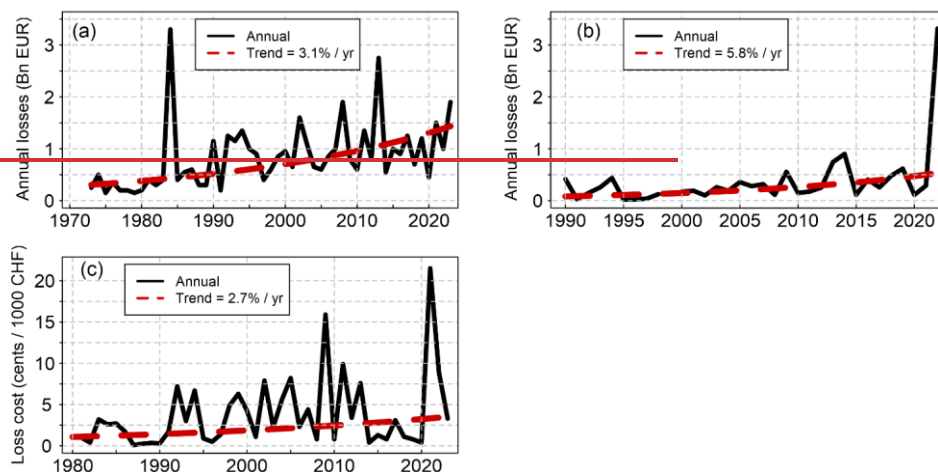 (a)
Annual
Trend = 3.1% / yr
Annual losses (Bn EUR)
3
2
1
0
1970 1980 1990 2000 2010 2020
(b)
Annual
Trend = 5.8% / yr
Annual losses (Bn EUR)
3
2
1
0
1990 1995 2000 2005 2010 2015 2020
(c)
Annual
Trend = 2.7% / yr
Loss cost (cents / 1000 CHF)
20
15
10
5
0
1980 1990 2000 2010 2020